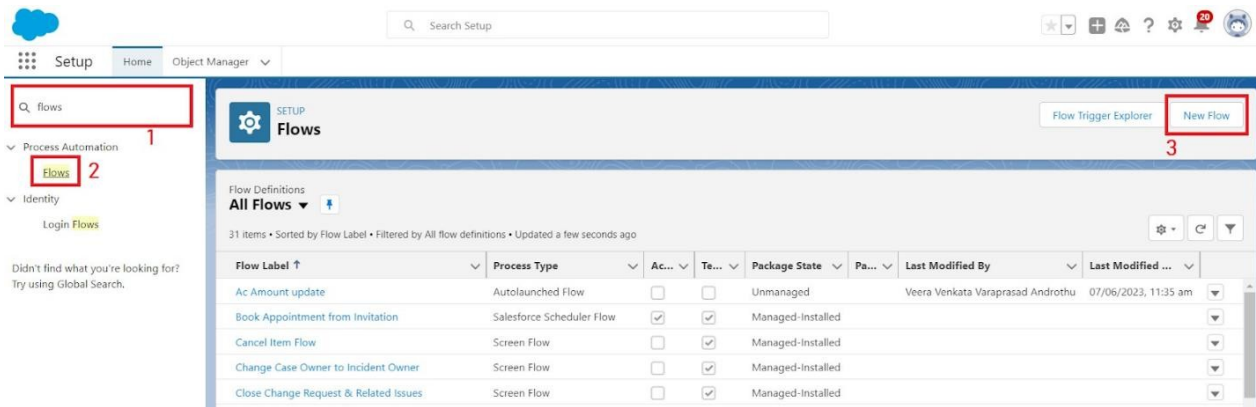 Search Setup
20
Setup Home Object Manager
flows
1
Process Automation
Flows 2
Identity
Login Flows
Didn't find what you're looking for?
Try using Global Search.
SETUP
Flows
Flow Trigger Explorer New Flow
3
Flow Definitions
All Flows
31 items • Sorted by Flow Label • Filtered by All flow definitions • Updated a few seconds ago
Flow Label ↑ Process Type Ac... Te... Package State Pa... Last Modified By Last Modified ...
Ac Amount update Autolaunched Flow Unmanaged Veera Venkata Varaprasad Androthu 07/06/2023, 11:35 am
Book Appointment from Invitation Salesforce Scheduler Flow Managed-Installed
Cancel Item Flow Screen Flow Managed-Installed
Change Case Owner to Incident Owner Screen Flow Managed-Installed
Close Change Request & Related Issues Screen Flow Managed-Installed